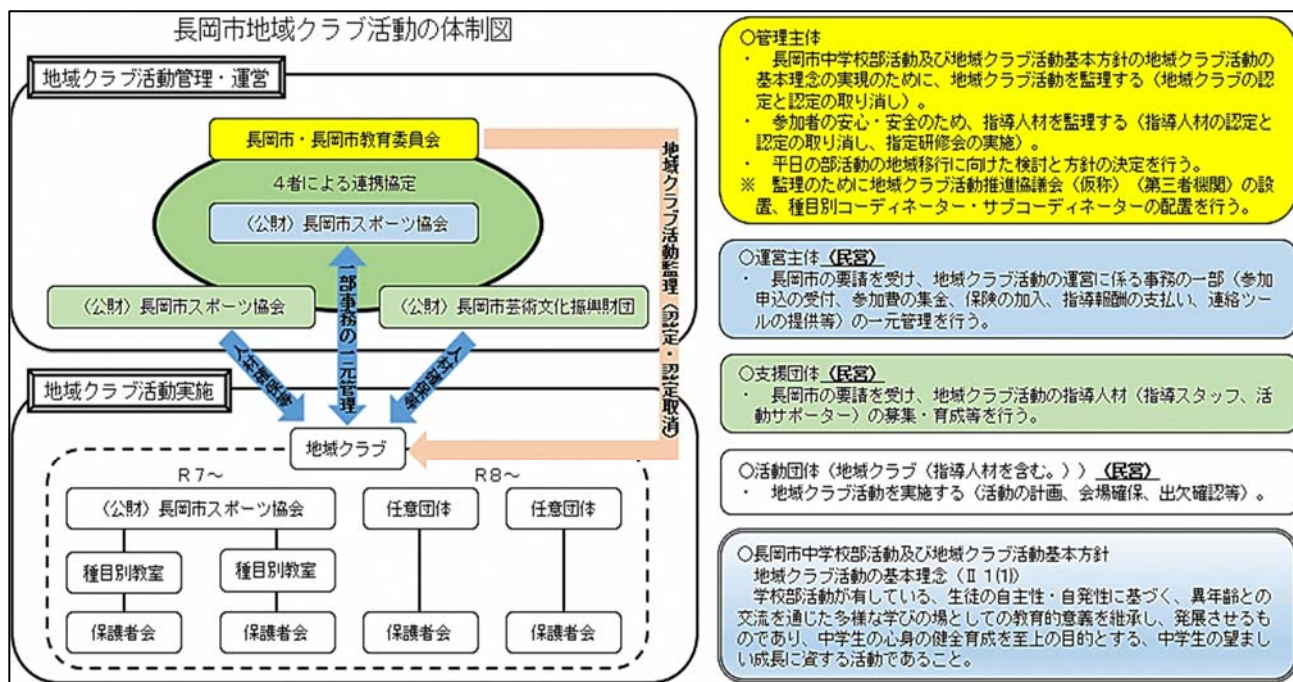 長岡市地域クラブ活動の体制図
地域クラブ活動管理・運営
長岡市・長岡市教育委員会
4者による連携協定
（公財）長岡市スポーツ協会
（公財）長岡市スポーツ協会
（公財）長岡市芸術文化振興財団
人材確保等
一部事務の一元管理
人材確保等
地域クラブ活動監理（認定・認定取消）
地域クラブ活動実施
地域クラブ
R7～
R8～
（公財）長岡市スポーツ協会
任意団体
任意団体
種目別教室
種目別教室
保護者会
保護者会
保護者会
保護者会
○管理主体
・ 長岡市中学校部活動及び地域クラブ活動基本方針の地域クラブ活動の
基本理念の実現のために、地域クラブ活動を監理する（地域クラブの認
定と認定の取り消し）。
・ 参加者の安心・安全のため、指導人材を監理する（指導人材の認定と
認定の取り消し、指定研修会の実施）。
・ 平日の部活動の地域移行に向けた検討と方針の決定を行う。
※ 監理のために地域クラブ活動推進協議会（仮称）（第三者機関）の設
置、種目別コーディネーター・サブコーディネーターの配置を行う。
○運営主体（民営）
・ 長岡市の要請を受け、地域クラブ活動の運営に係る事務の一部（参加
申込の受付、参加費の集金、保険の加入、指導報酬の支払い、連絡ツー
ルの提供等）の一元管理を行う。
○支援団体（民営）
・ 長岡市の要請を受け、地域クラブ活動の指導人材（指導スタッフ、活
動サポーター）の募集・育成等を行う。
○活動団体（地域クラブ（指導人材を含む。））（民営）
・ 地域クラブ活動を実施する（活動の計画、会場確保、出欠確認等）。
○長岡市中学校部活動及び地域クラブ活動基本方針
地域クラブ活動の基本理念（Ⅱ 1(1)）
学校部活動が有している、生徒の自主性・自発性に基づく、異年齢との
交流を通じた多様な学びの場としての教育的意義を継承し、発展させるも
のであり、中学生の心身の健全育成を至上の目的とする、中学生の望まし
い成長に資する活動であること。